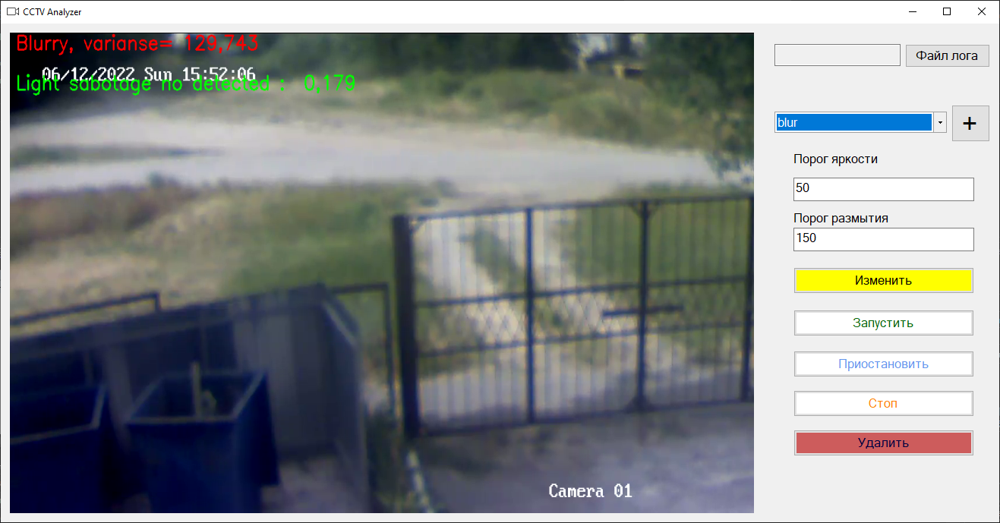 CCTV Analyzer
Blurry, varianse= 129,743
06/12/2022 Sun 15:52:06
Light sabotage no detected : 0,179
Camera 01
Файл лога
blur
+
Порог яркости
50
Порог размытия
150
Изменить
Запустить
Приостановить
Стоп
Удалить